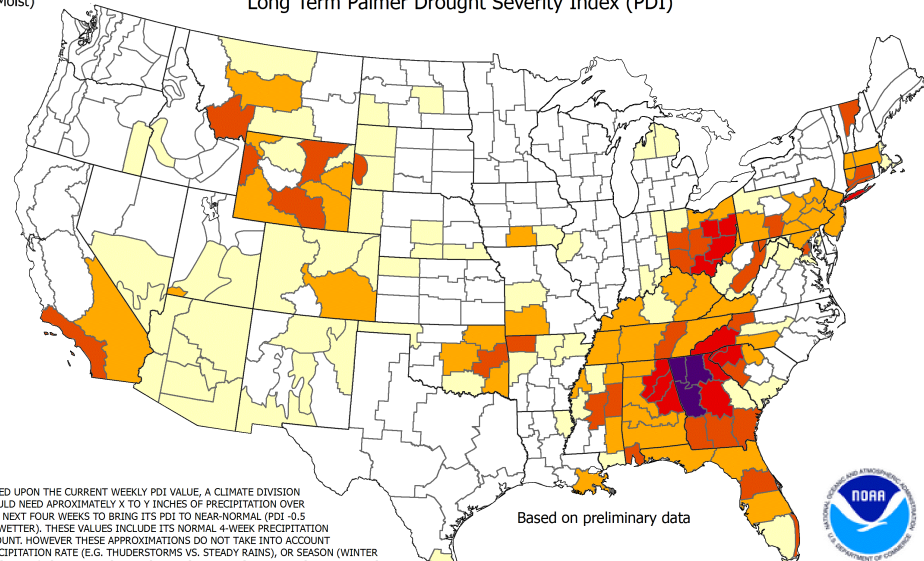 Moist)
Long Term Palmer Drought Severity Index (PDI)
ED UPON THE CURRENT WEEKLY PDI VALUE, A CLIMATE DIVISION
ULD NEED APROXIMATELY X TO Y INCHES OF PRECIPITATION OVER
NEXT FOUR WEEKS TO BRING ITS PDI TO NEAR-NORMAL (PDI -0.5
WETTER). THESE VALUES INCLUDE ITS NORMAL 4-WEEK PRECIPITATION
OUNT. HOWEVER THESE APPROXIMATIONS DO NOT TAKE INTO ACCOUNT
CIPITATION RATE (E.G. THUDERSTORMS VS. STEADY RAINS), OR SEASON (WINTER
Based on preliminary data
NATIONAL OCEANIC AND ATMOSPHERIC ADMINISTRATION
NOAA
U.S. DEPARTMENT OF COMMERCE